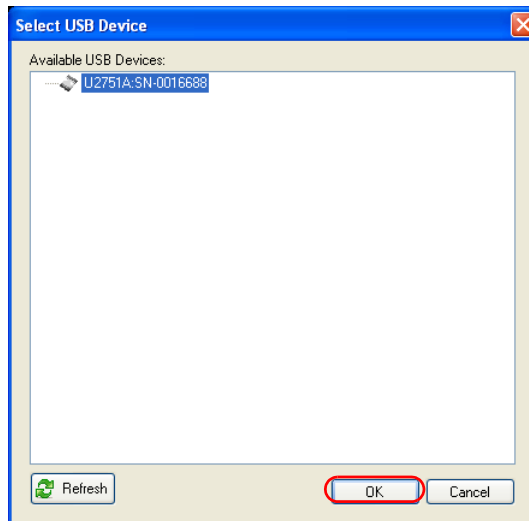 Select USB Device
Available USB Devices:
U2751A:SN-0016688
Refresh
OK
Cancel